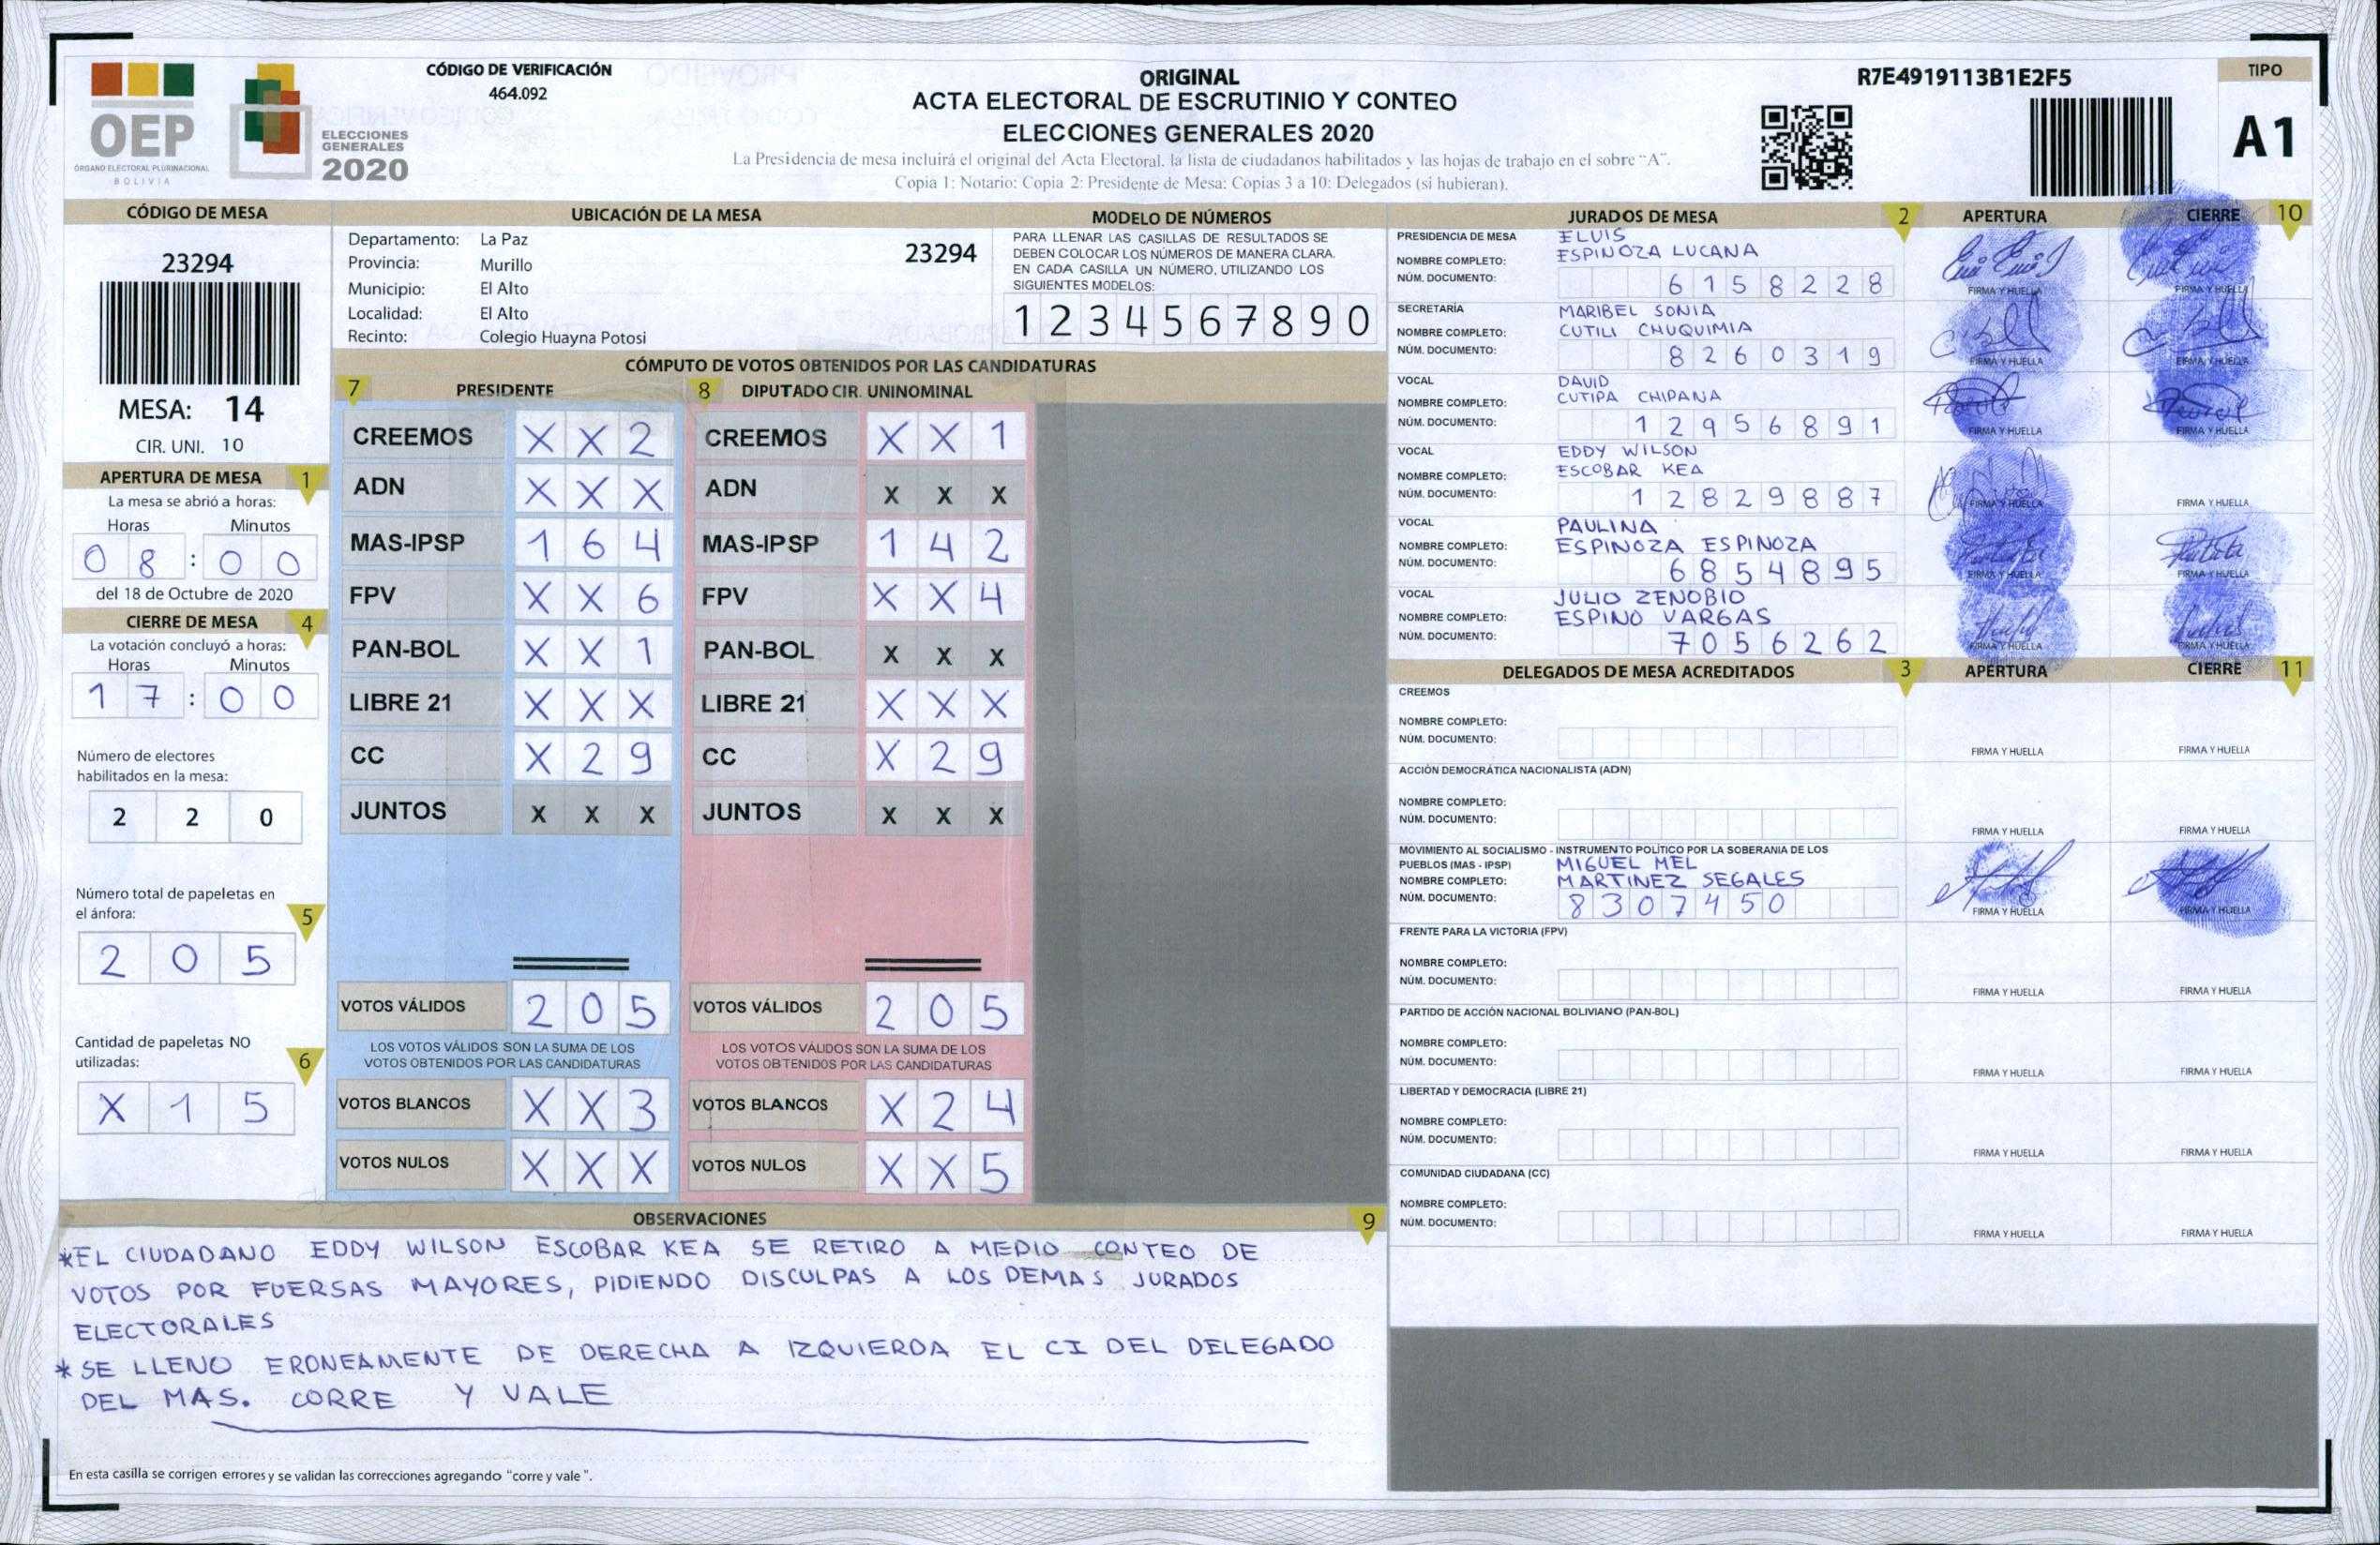 OEP
ÓRGANO ELECTORAL PLURINACIONAL
BOLIVIA
ELECCIONES
GENERALES
2020
CÓDIGO DE VERIFICACIÓN
464.092
ORIGINAL
ACTA ELECTORAL DE ESCRUTINIO Y CONTEO
ELECCIONES GENERALES 2020
La Presidencia de mesa incluirá el original del Acta Electoral, la lista de ciudadanos habilitados y las hojas de trabajo en el sobre "A".
Copia 1: Notario; Copia 2: Presidente de Mesa; Copias 3 a 10: Delegados (si hubieran).
R7E4919113B1E2F5
TIPO
A1
CÓDIGO DE MESA
23294
MESA: 14
CIR. UNI. 10
APERTURA DE MESA 1
La mesa se abrió a horas:
Horas Minutos
0 8 : 0 0
del 18 de Octubre de 2020
CIERRE DE MESA 4
La votación concluyó a horas:
Horas Minutos
1 7 : 0 0
Número de electores
habilitados en la mesa:
2 2 0
Número total de papeletas en
el ánfora: 5
2 0 5
Cantidad de papeletas NO
utilizadas: 6
X 1 5
UBICACIÓN DE LA MESA
Departamento: La Paz
Provincia: Murillo
Municipio: El Alto
Localidad: El Alto
Recinto: Colegio Huayna Potosi
23294
MODELO DE NÚMEROS
PARA LLENAR LAS CASILLAS DE RESULTADOS SE
DEBEN COLOCAR LOS NÚMEROS DE MANERA CLARA.
EN CADA CASILLA UN NÚMERO, UTILIZANDO LOS
SIGUIENTES MODELOS:
1 2 3 4 5 6 7 8 9 0
CÓMPUTO DE VOTOS OBTENIDOS POR LAS CANDIDATURAS
7 PRESIDENTE 8 DIPUTADO CIR. UNINOMINAL
CREEMOS X X 2 CREEMOS X X 1
ADN X X X ADN X X X
MAS-IPSP 1 6 4 MAS-IPSP 1 4 2
FPV X X 6 FPV X X 4
PAN-BOL X X 1 PAN-BOL X X X
LIBRE 21 X X X LIBRE 21 X X X
CC X 2 9 CC X 2 9
JUNTOS X X X JUNTOS X X X
VOTOS VÁLIDOS 2 0 5 VOTOS VÁLIDOS 2 0 5
LOS VOTOS VÁLIDOS SON LA SUMA DE LOS LOS VOTOS VÁLIDOS SON LA SUMA DE LOS
VOTOS OBTENIDOS POR LAS CANDIDATURAS VOTOS OBTENIDOS POR LAS CANDIDATURAS
VOTOS BLANCOS X X 3 VOTOS BLANCOS X 2 4
VOTOS NULOS X X X VOTOS NULOS X X 5
JURADOS DE MESA 2 APERTURA CIERRE 10
PRESIDENCIA DE MESA ELUIS
NOMBRE COMPLETO: ESPINOZA LUCANA
NÚM. DOCUMENTO: 6 1 5 8 2 2 8
FIRMA Y HUELLA FIRMA Y HUELLA
SECRETARÍA MARIBEL SONIA
NOMBRE COMPLETO: CUTILI CHUQUIMIA
NÚM. DOCUMENTO: 8 2 6 0 3 1 9
FIRMA Y HUELLA FIRMA Y HUELLA
VOCAL DAVID
NOMBRE COMPLETO: CUTIPA CHIPANA
NÚM. DOCUMENTO: 1 2 9 5 6 8 9 1
FIRMA Y HUELLA FIRMA Y HUELLA
VOCAL EDDY WILSON
NOMBRE COMPLETO: ESCOBAR KEA
NÚM. DOCUMENTO: 1 2 8 2 9 8 8 7
FIRMA Y HUELLA FIRMA Y HUELLA
VOCAL PAULINA
NOMBRE COMPLETO: ESPINOZA ESPINOZA
NÚM. DOCUMENTO: 6 8 5 4 8 9 5
FIRMA Y HUELLA FIRMA Y HUELLA
VOCAL JULIO ZENOBIO
NOMBRE COMPLETO: ESPINO VARGAS
NÚM. DOCUMENTO: 7 0 5 6 2 6 2
FIRMA Y HUELLA FIRMA Y HUELLA
DELEGADOS DE MESA ACREDITADOS 3 APERTURA CIERRE 11
CREEMOS
NOMBRE COMPLETO:
NÚM. DOCUMENTO:
FIRMA Y HUELLA FIRMA Y HUELLA
ACCIÓN DEMOCRÁTICA NACIONALISTA (ADN)
NOMBRE COMPLETO:
NÚM. DOCUMENTO:
FIRMA Y HUELLA FIRMA Y HUELLA
MOVIMIENTO AL SOCIALISMO - INSTRUMENTO POLÍTICO POR LA SOBERANIA DE LOS
PUEBLOS (MAS - IPSP) MIGUEL MEL
NOMBRE COMPLETO: MARTINEZ SEGALES
NÚM. DOCUMENTO: 8 3 0 7 4 5 0
FIRMA Y HUELLA FIRMA Y HUELLA
FRENTE PARA LA VICTORIA (FPV)
NOMBRE COMPLETO:
NÚM. DOCUMENTO:
FIRMA Y HUELLA FIRMA Y HUELLA
PARTIDO DE ACCIÓN NACIONAL BOLIVIANO (PAN-BOL)
NOMBRE COMPLETO:
NÚM. DOCUMENTO:
FIRMA Y HUELLA FIRMA Y HUELLA
LIBERTAD Y DEMOCRACIA (LIBRE 21)
NOMBRE COMPLETO:
NÚM. DOCUMENTO:
FIRMA Y HUELLA FIRMA Y HUELLA
COMUNIDAD CIUDADANA (CC)
NOMBRE COMPLETO:
NÚM. DOCUMENTO:
FIRMA Y HUELLA FIRMA Y HUELLA
OBSERVACIONES 9
*EL CIUDADANO EDDY WILSON ESCOBAR KEA SE RETIRO A MEDIO CONTEO DE
VOTOS POR FUERSAS MAYORES, PIDIENDO DISCULPAS A LOS DEMAS JURADOS
ELECTORALES
* SE LLENO ERONEAMENTE DE DERECHA A IZQUIERDA EL CI DEL DELEGADO
DEL MAS. CORRE Y VALE
En esta casilla se corrigen errores y se validan las correcciones agregando "corre y vale".